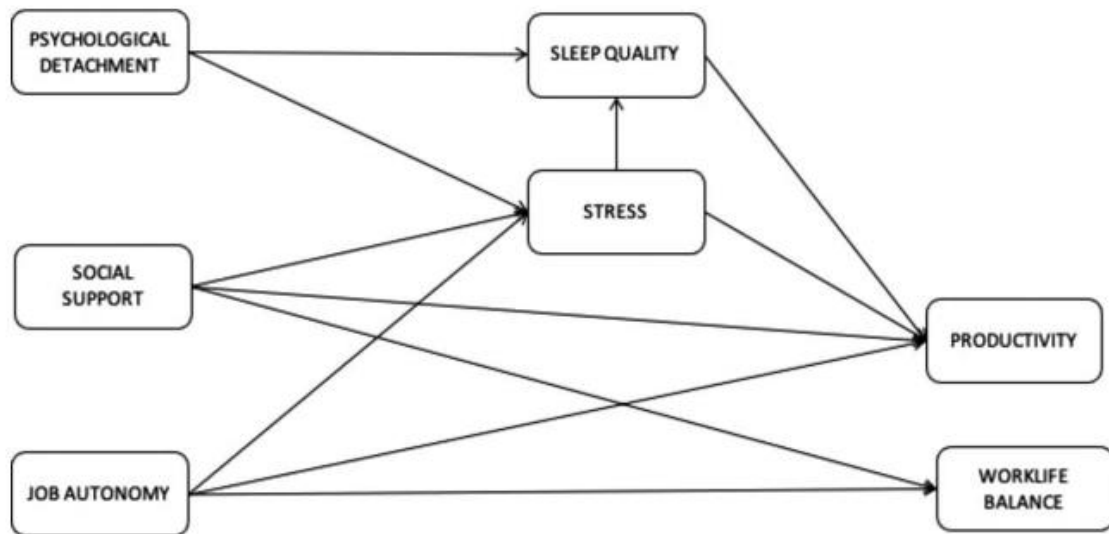 PSYCHOLOGICAL
DETACHMENT
SLEEP QUALITY
STRESS
SOCIAL
SUPPORT
PRODUCTIVITY
JOB AUTONOMY
WORKLIFE
BALANCE